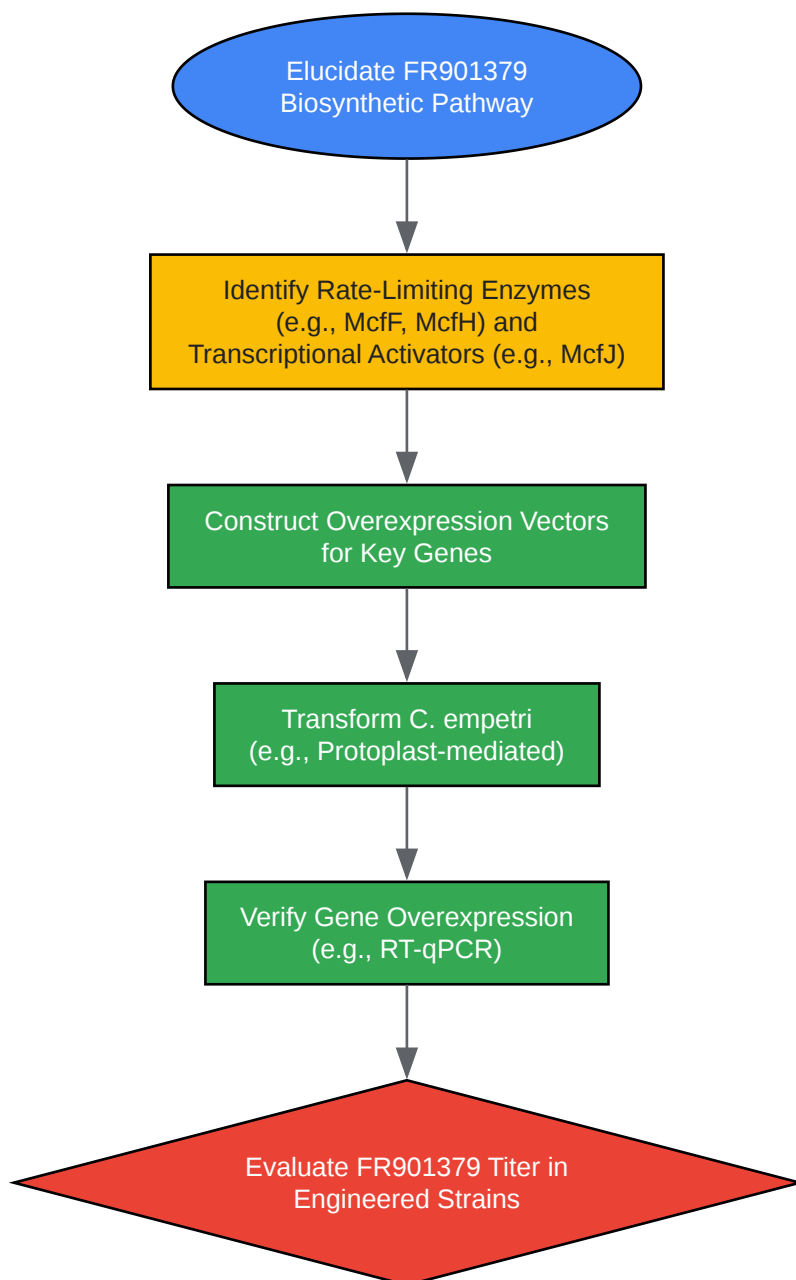 Elucidate FR901379
Biosynthetic Pathway
Identify Rate-Limiting Enzymes
(e.g., McfF, McfH) and
Transcriptional Activators (e.g., McfJ)
Construct Overexpression Vectors
for Key Genes
Transform C. empetri
(e.g., Protoplast-mediated)
Verify Gene Overexpression
(e.g., RT-qPCR)
Evaluate FR901379 Titer in
Engineered Strains